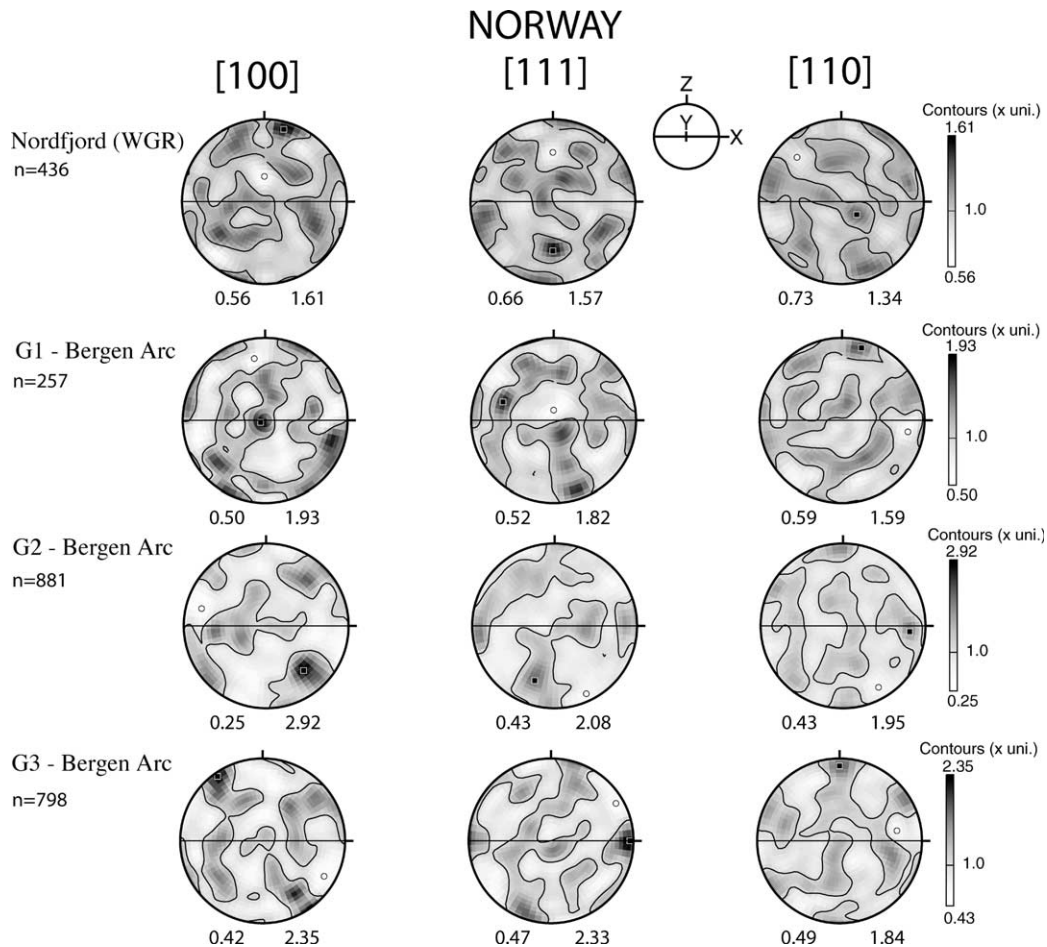 NORWAY
[100] [111] [110]
Z
Y
X
Nordfjord (WGR)
n=436
Contours (x uni.)
1.61
1.0
0.56
0.56 1.61 0.66 1.57 0.73 1.34
G1 - Bergen Arc
n=257
Contours (x uni.)
1.93
1.0
0.50
0.50 1.93 0.52 1.82 0.59 1.59
G2 - Bergen Arc
n=881
Contours (x uni.)
2.92
1.0
0.25
0.25 2.92 0.43 2.08 0.43 1.95
G3 - Bergen Arc
n=798
Contours (x uni.)
2.35
1.0
0.43
0.42 2.35 0.47 2.33 0.49 1.84